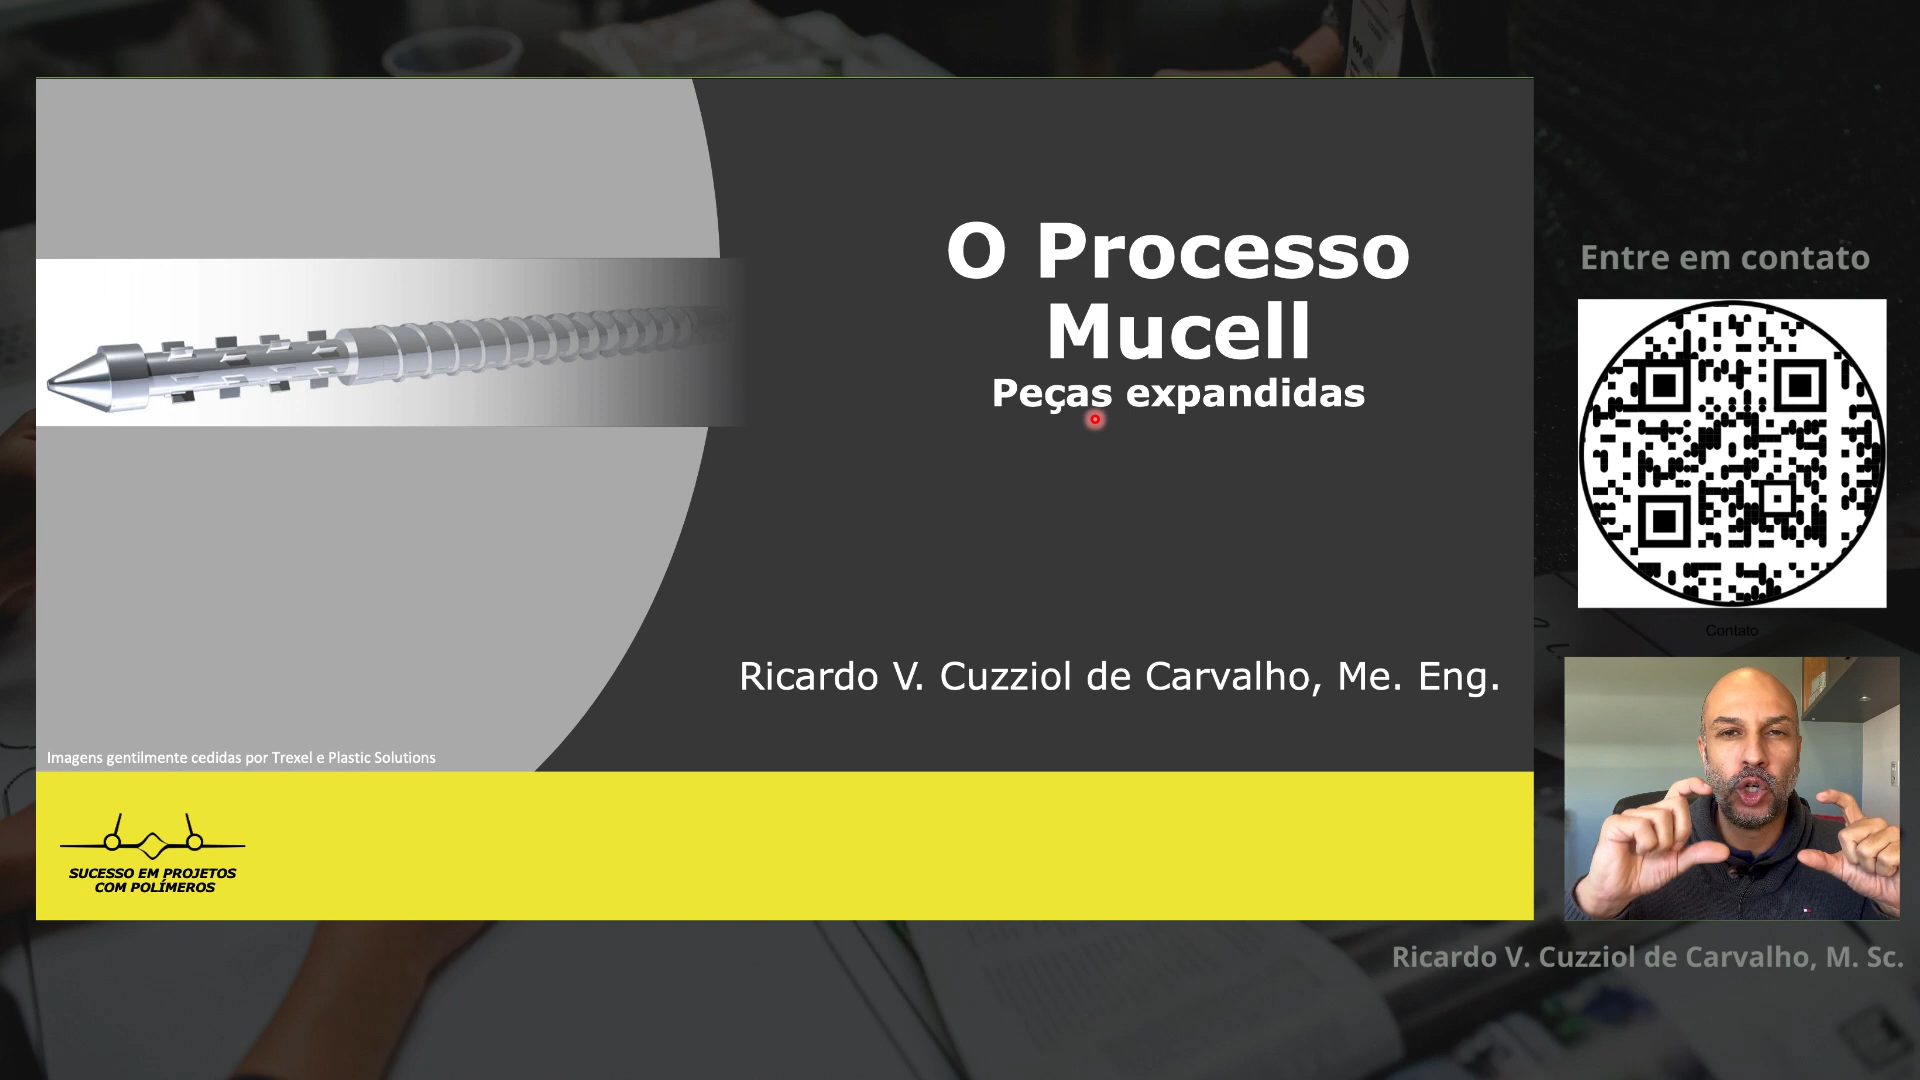 O Processo
Mucell
Peças expandidas
Ricardo V. Cuzziol de Carvalho, Me. Eng.
Imagens gentilmente cedidas por Trexel e Plastic Solutions
SUCESSO EM PROJETOS
COM POLÍMEROS
Entre em contato
Contato
Ricardo V. Cuzziol de Carvalho, M. Sc.